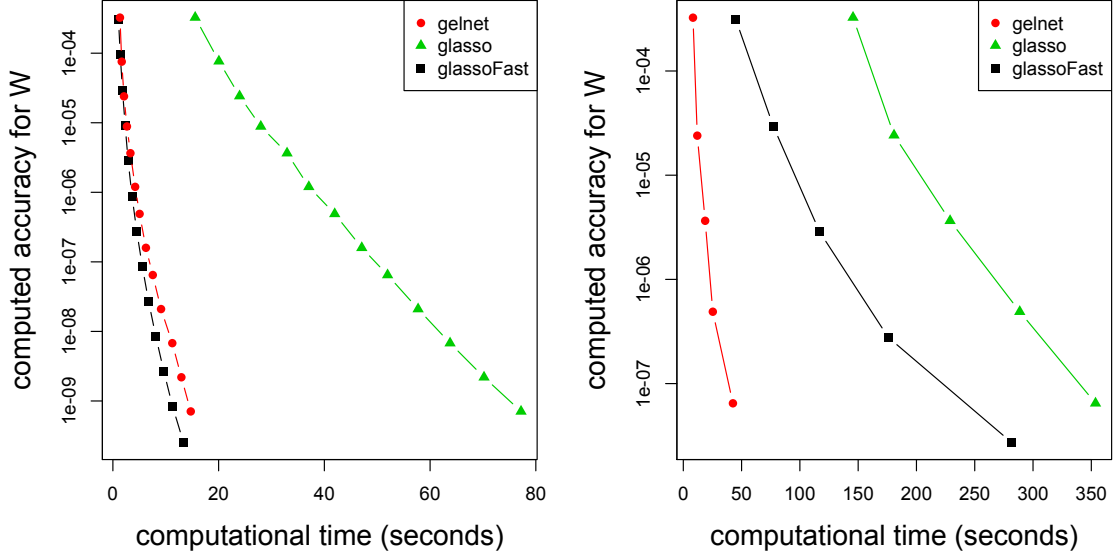 gelnet
glasso
glassoFast
computed accuracy for W
1e-04
1e-05
1e-06
1e-07
1e-08
1e-09
0
20
40
60
80
computational time (seconds)
gelnet
glasso
glassoFast
computed accuracy for W
1e-04
1e-05
1e-06
1e-07
0
50
100
150
200
250
300
350
computational time (seconds)